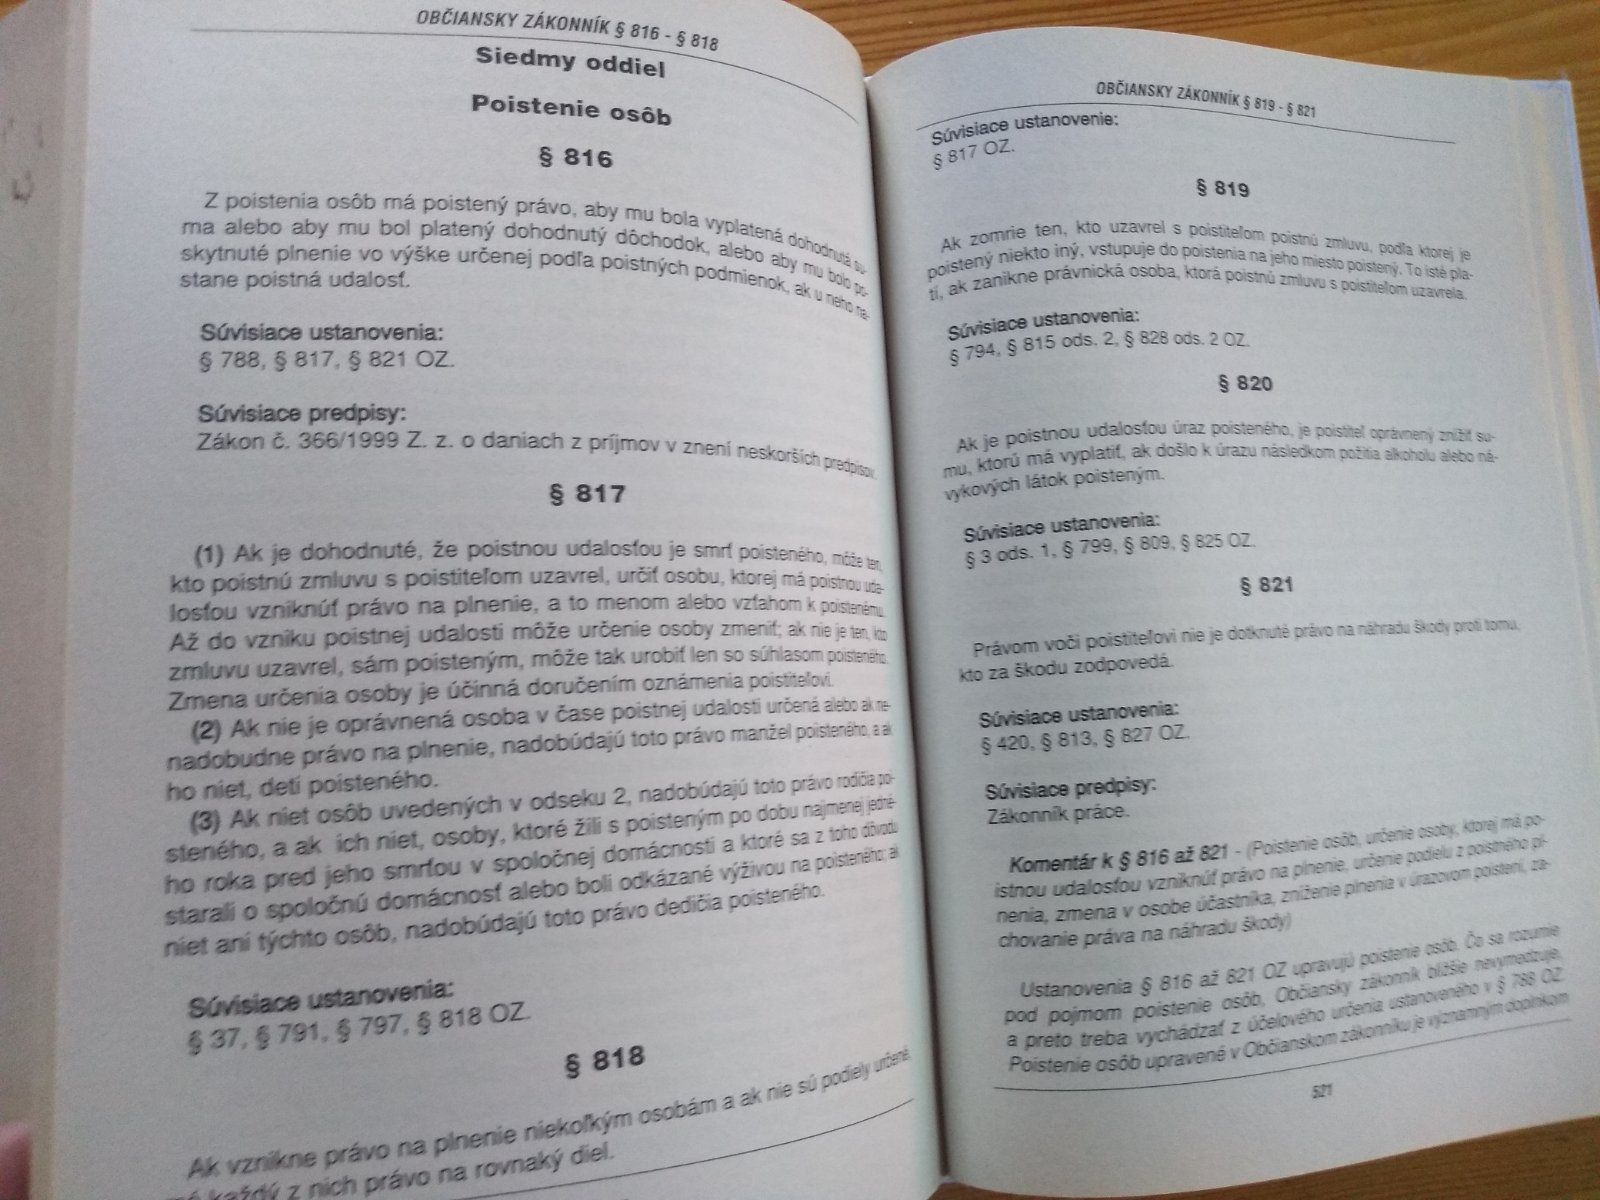 OBČIANSKY ZÁKONNÍK § 816 - § 818
Siedmy oddiel
Poistenie osôb
§ 816
Z poistenia osôb má poistený právo, aby mu bola vyplatená dohodnutá su-
ma alebo aby mu bol platený dohodnutý dôchodok, alebo aby mu bolo po-
skytnuté plnenie vo výške určenej podľa poistných podmienok, ak u neho na-
stane poistná udalosť.
Súvisiace ustanovenia:
§ 788, § 817, § 821 OZ.
Súvisiace predpisy:
Zákon č. 366/1999 Z. z. o daniach z príjmov v znení neskorších predpisov.
§ 817
(1) Ak je dohodnuté, že poistnou udalosťou je smrť poisteného, môže ten,
kto poistnú zmluvu s poistiteľom uzavrel, určiť osobu, ktorej má poistnou uda-
losťou vzniknúť právo na plnenie, a to menom alebo vzťahom k poistenému.
Až do vzniku poistnej udalosti môže určenie osoby zmeniť; ak nie je ten, kto
zmluvu uzavrel, sám poisteným, môže tak urobiť len so súhlasom poisteného.
Zmena určenia osoby je účinná doručením oznámenia poistiteľovi.
(2) Ak nie je oprávnená osoba v čase poistnej udalosti určená alebo ak ne-
nadobudne právo na plnenie, nadobúdajú toto právo manžel poisteného, a ak
ho niet, deti poisteného.
(3) Ak niet osôb uvedených v odseku 2, nadobúdajú toto právo rodičia poi-
steného, a ak ich niet, osoby, ktoré žili s poisteným po dobu najmenej jedné-
ho roka pred jeho smrťou v spoločnej domácnosti a ktoré sa z toho dôvodu
starali o spoločnú domácnosť alebo boli odkázané výživou na poisteného; ak
niet ani týchto osôb, nadobúdajú toto právo dedičia poisteného.
Súvisiace ustanovenia:
§ 37, § 791, § 797, § 818 OZ.
§ 818
Ak vznikne právo na plnenie niekoľkým osobám a ak nie sú podiely určené,
má každý z nich právo na rovnaký diel.
OBČIANSKY ZÁKONNÍK § 819 - § 821
Súvisiace ustanovenie:
§ 817 OZ.
§ 819
Ak zomrie ten, kto uzavrel s poistiteľom poistnú zmluvu, podľa ktorej je
poistený niekto iný, vstupuje do poistenia na jeho miesto poistený. To isté pla-
tí, ak zanikne právnická osoba, ktorá poistnú zmluvu s poistiteľom uzavrela.
Súvisiace ustanovenia:
§ 794, § 815 ods. 2, § 828 ods. 2 OZ.
§ 820
Ak je poistnou udalosťou úraz poisteného, je poistiteľ oprávnený znížiť su-
mu, ktorú má vyplatiť, ak došlo k úrazu následkom požitia alkoholu alebo ná-
vykových látok poisteným.
Súvisiace ustanovenia:
§ 3 ods. 1, § 799, § 809, § 825 OZ.
§ 821
Právom voči poistiteľovi nie je dotknuté právo na náhradu škody proti tomu,
kto za škodu zodpovedá.
Súvisiace ustanovenia:
§ 420, § 813, § 827 OZ.
Súvisiace predpisy:
Zákonník práce.
Komentár k § 816 až 821 - (Poistenie osôb, určenie osoby, ktorej má po-
istnou udalosťou vzniknúť právo na plnenie, určenie podielu z poistného pl-
nenia, zmena v osobe účastníka, zníženie plnenia v úrazovom poistení, za-
chovanie práva na náhradu škody)
Ustanovenia § 816 až 821 OZ upravujú poistenie osôb. Čo sa rozumie
pod pojmom poistenie osôb, Občiansky zákonník bližšie nevymedzuje,
a preto treba vychádzať z účelového určenia ustanoveného v § 788 OZ.
Poistenie osôb upravené v Občianskom zákonníku je významným doplnkom
521